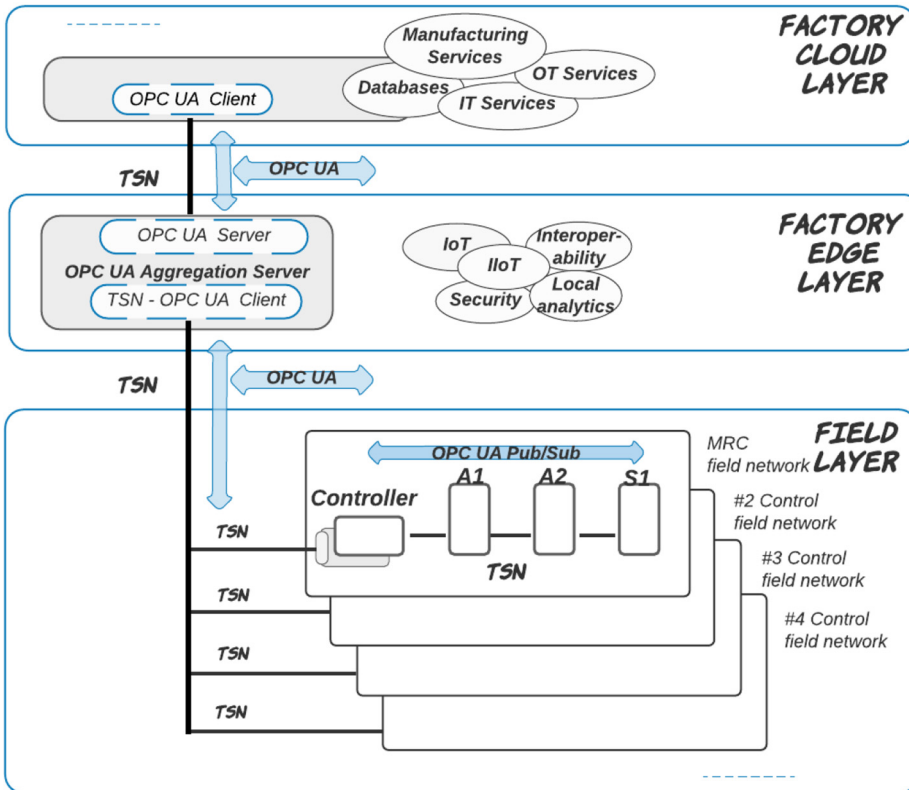 FACTORY
CLOUD
LAYER
Manufacturing
Services
OT Services
Databases
IT Services
OPC UA Client
TSN
OPC UA
FACTORY
EDGE
LAYER
OPC UA Server
OPC UA Aggregation Server
TSN - OPC UA Client
IoT
Interoper-
ability
IIoT
Security
Local
analytics
TSN
OPC UA
FIELD
LAYER
MRC
field network
OPC UA Pub/Sub
Controller
A1
A2
S1
TSN
#2 Control
field network
#3 Control
field network
#4 Control
field network
TSN
TSN
TSN
TSN